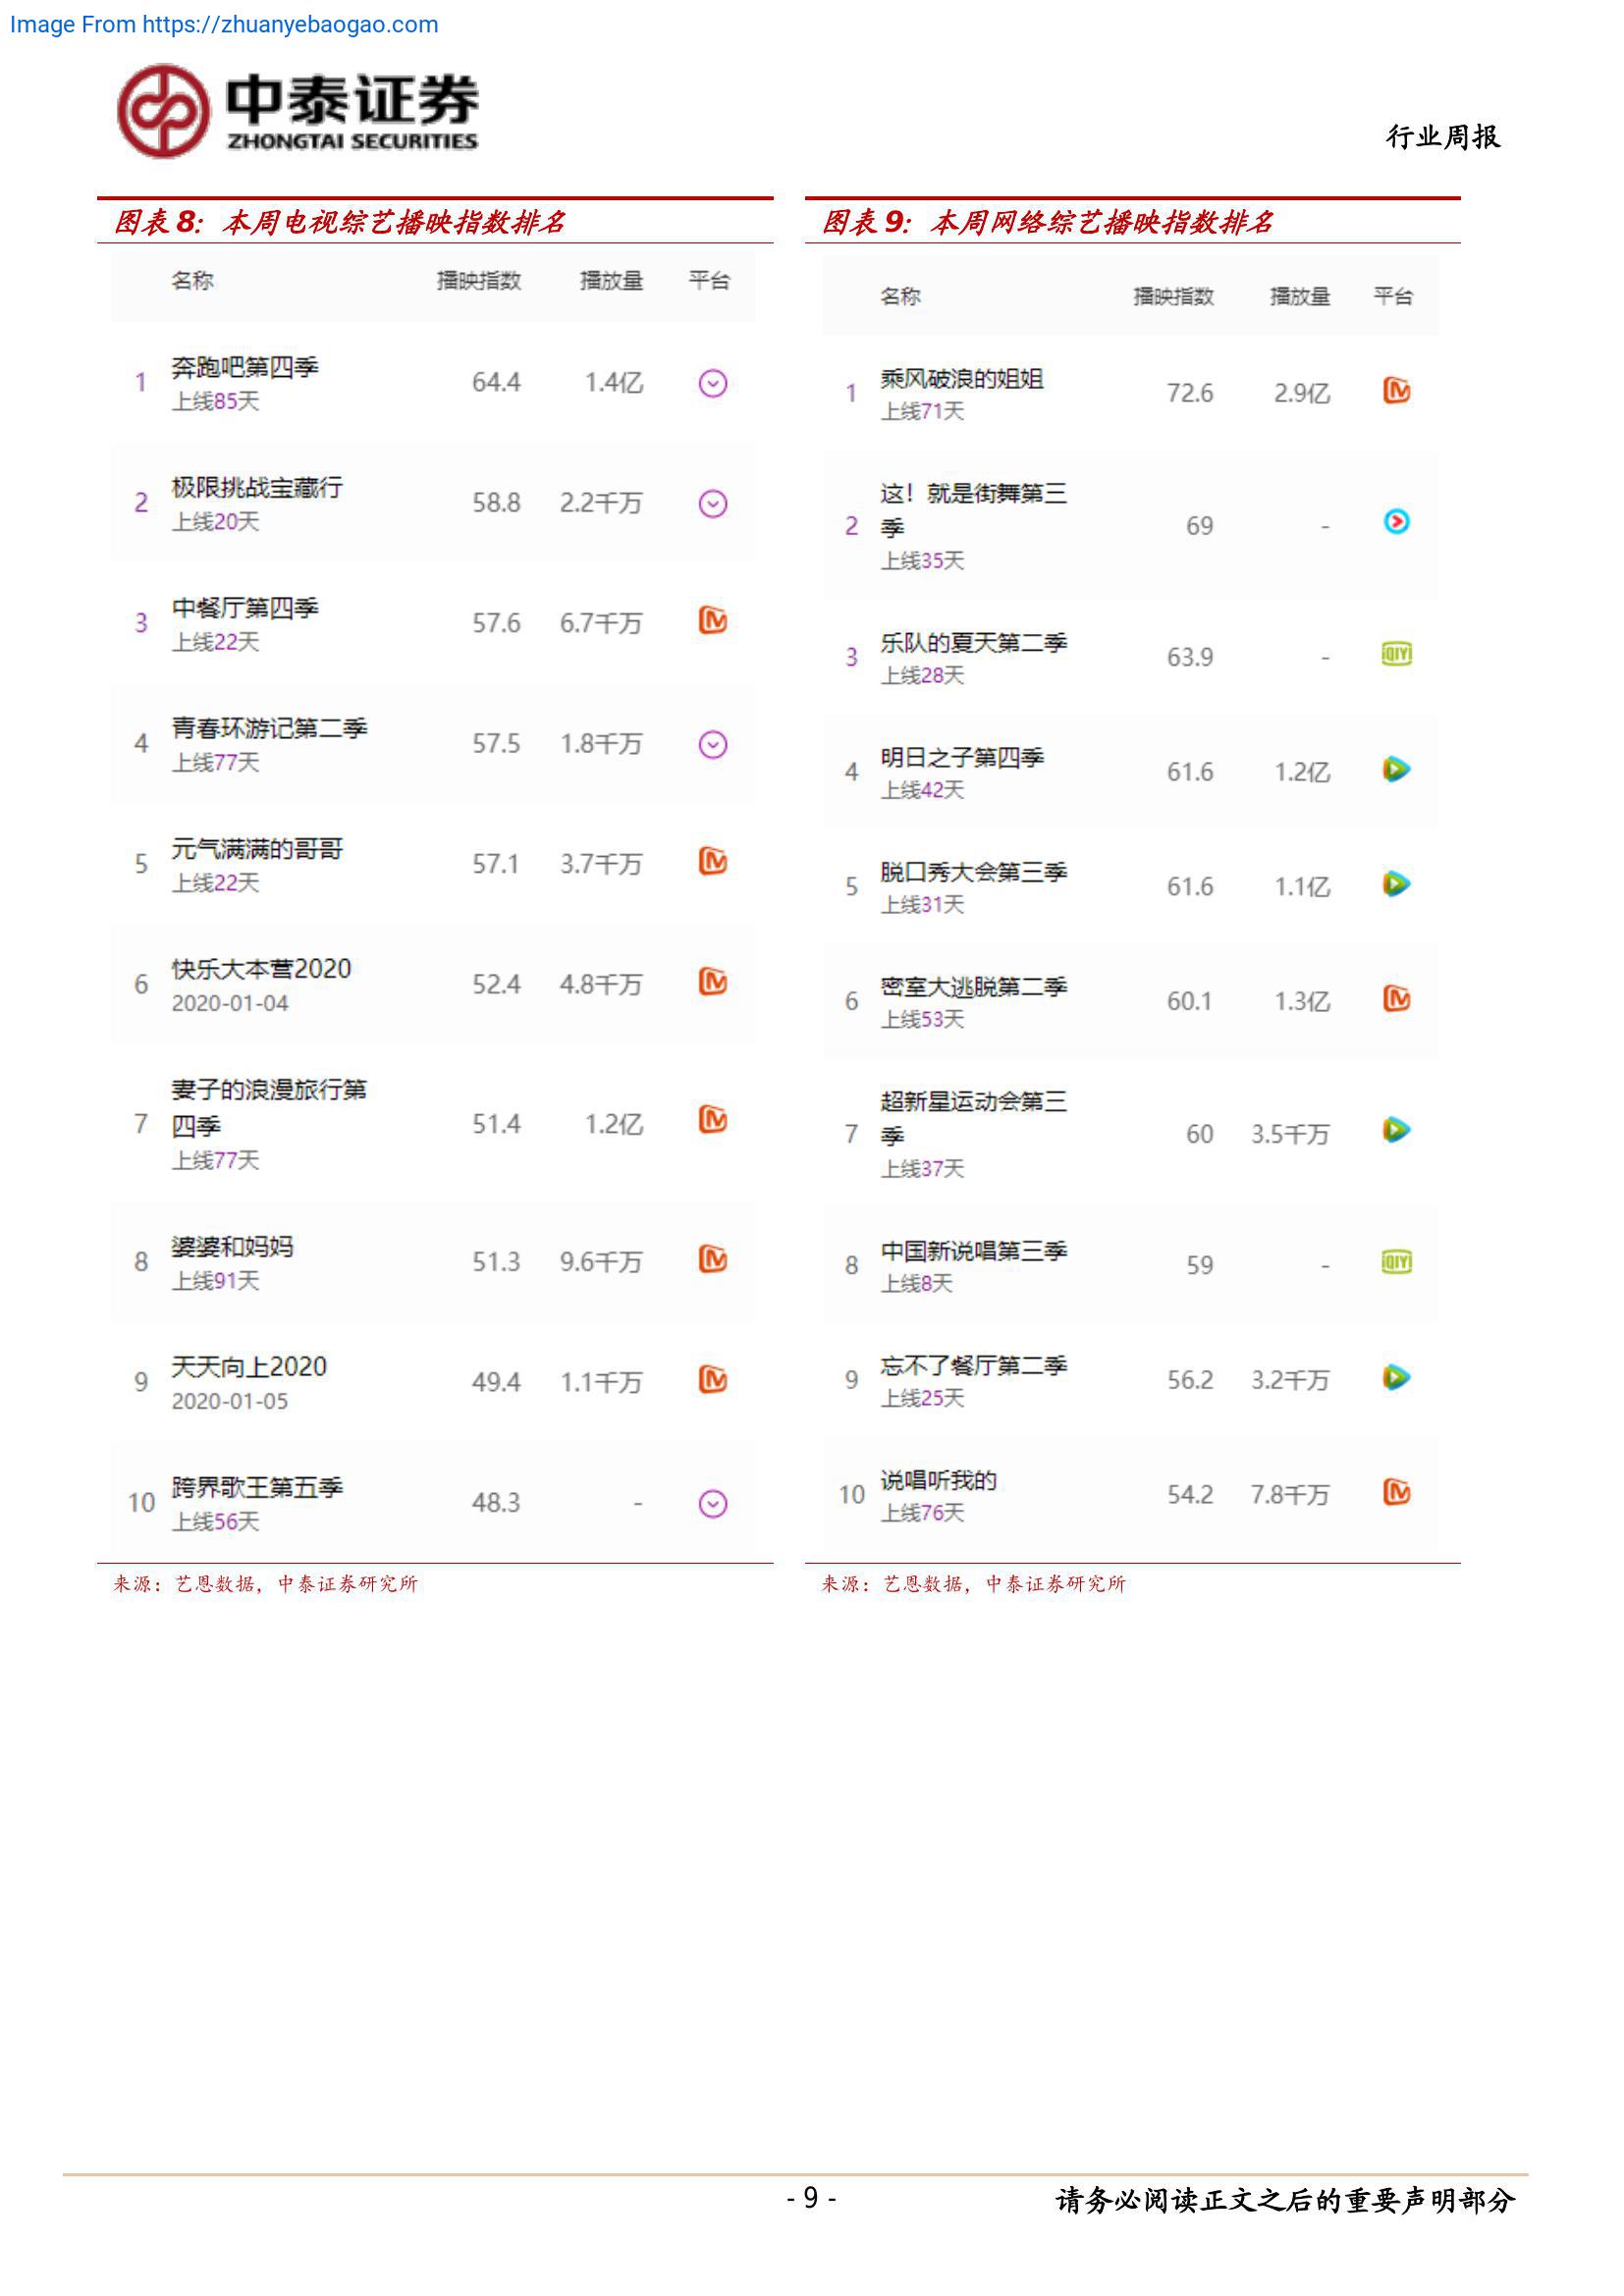 Image From https://zhuanyebaogao.com
中泰证券
ZHONGTAI SECURITIES
行业周报
图表 8：本周电视综艺播映指数排名
名称 播映指数 播放量 平台
1 奔跑吧第四季 64.4 1.4亿
上线85天
2 极限挑战宝藏行 58.8 2.2千万
上线20天
3 中餐厅第四季 57.6 6.7千万
上线22天
4 青春环游记第二季 57.5 1.8千万
上线77天
5 元气满满的哥哥 57.1 3.7千万
上线22天
6 快乐大本营2020 52.4 4.8千万
2020-01-04
7 妻子的浪漫旅行第
四季 51.4 1.2亿
上线77天
8 婆婆和妈妈 51.3 9.6千万
上线91天
9 天天向上2020 49.4 1.1千万
2020-01-05
10 跨界歌王第五季 48.3 -
上线56天
来源：艺恩数据，中泰证券研究所
图表 9：本周网络综艺播映指数排名
名称 播映指数 播放量 平台
1 乘风破浪的姐姐 72.6 2.9亿
上线71天
这！就是街舞第三
2 季 69 -
上线35天
3 乐队的夏天第二季 63.9 - QIY
上线28天
4 明日之子第四季 61.6 1.2亿
上线42天
5 脱口秀大会第三季 61.6 1.1亿
上线31天
6 密室大逃脱第二季 60.1 1.3亿
上线53天
超新星运动会第三
7 季 60 3.5千万
上线37天
8 中国新说唱第三季 59 - QIY
上线8天
9 忘不了餐厅第二季 56.2 3.2千万
上线25天
10 说唱听我的 54.2 7.8千万
上线76天
来源：艺恩数据，中泰证券研究所
- 9 -
请务必阅读正文之后的重要声明部分